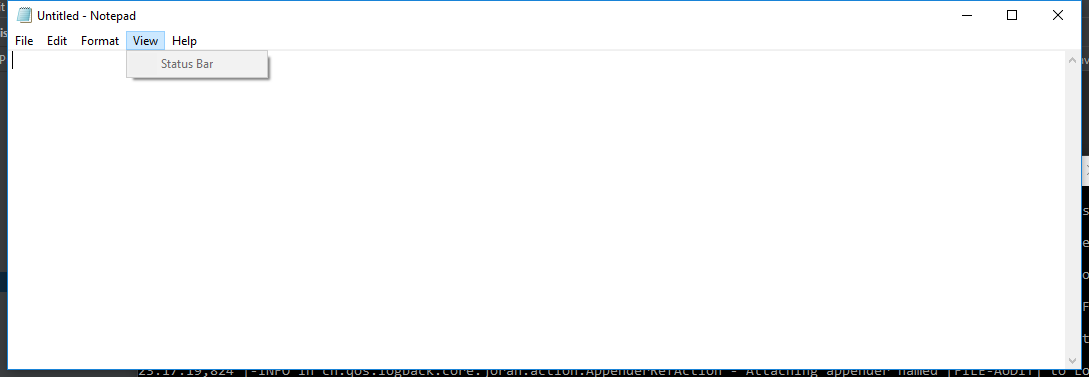 Untitled - Notepad
File Edit Format View Help
Status Bar
23:17:19,824 |-INFO in ch.qos.logback.core.joran.action.AppenderRefAction - Attaching appender named [FILE-AUDIT] to